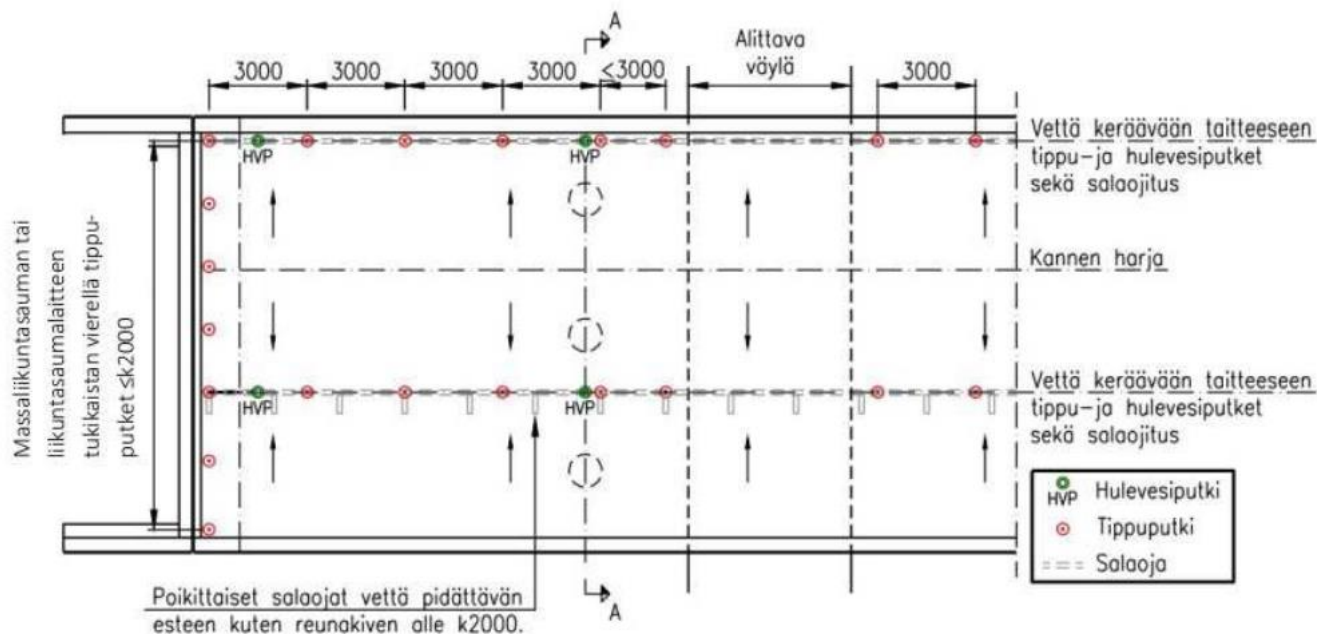 A
Alittava
väylä
3000
3000
3000
3000
<3000
3000
HVP
HVP
Vettä keräävään taitteeseen
tippu-ja hulevesiputket
sekä salaojitus
Massaliikuntasauman tai
liikuntasaumalaitteen
tukikaistan vierellä tippu-
putket ≤k2000
Kannen harja
HVP
HVP
Vettä keräävään taitteeseen
tippu-ja hulevesiputket
sekä salaojitus
HVP Hulevesiputki
Tippuputki
Salaoja
Poikittaiset salaojat vettä pidättävän
esteen kuten reunakiven alle k2000.
A